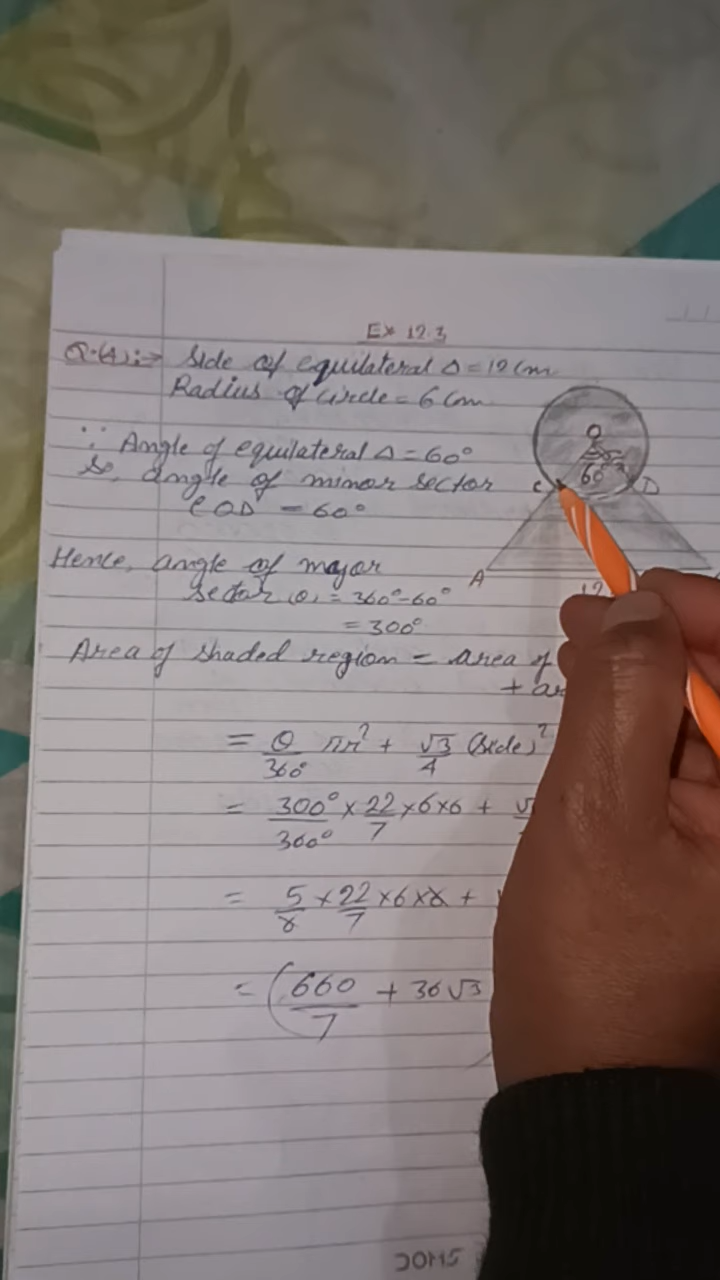 Ex 12.3
Q.(4):→ Side of equilateral Δ = 12 cm
Radius of Circle = 6 cm
∵ Angle of equilateral Δ = 60°
So, angle of minor sector
COD = 60°
Hence, angle of major
sector (θ) = 360° - 60°
= 300°
Area of shaded region = area of
+
= θ/360° πr² + √3/4 (side)²
= 300°/360° × 22/7 × 6 × 6 +
= 5/6 × 22/7 × 6 × 6 +
= (660/7 + 36√3
O
60°
C
D
A
12